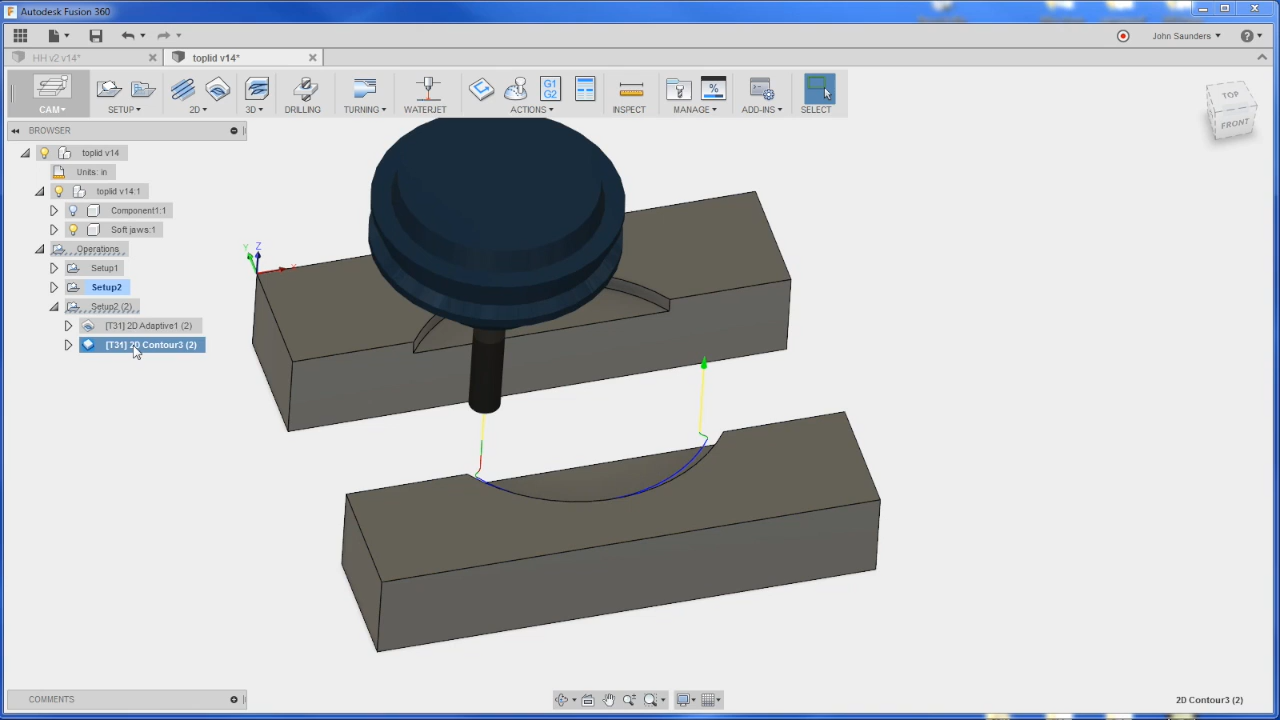 Autodesk Fusion 360
HH v2 v14*
toplid v14*
John Saunders
CAM
SETUP
2D
3D
DRILLING
TURNING
WATERJET
G1
G2
ACTIONS
%
INSPECT
MANAGE
ADD-INS
SELECT
TOP
FRONT
BROWSER
toplid v14
Units: in
toplid v14:1
Component1:1
Soft jaws:1
Operations
Setup1
Setup2
Setup2 (2)
[T31] 2D Adaptive1 (2)
[T31] 2D Contour3 (2)
Y
Z
X
COMMENTS
2D Contour3 (2)